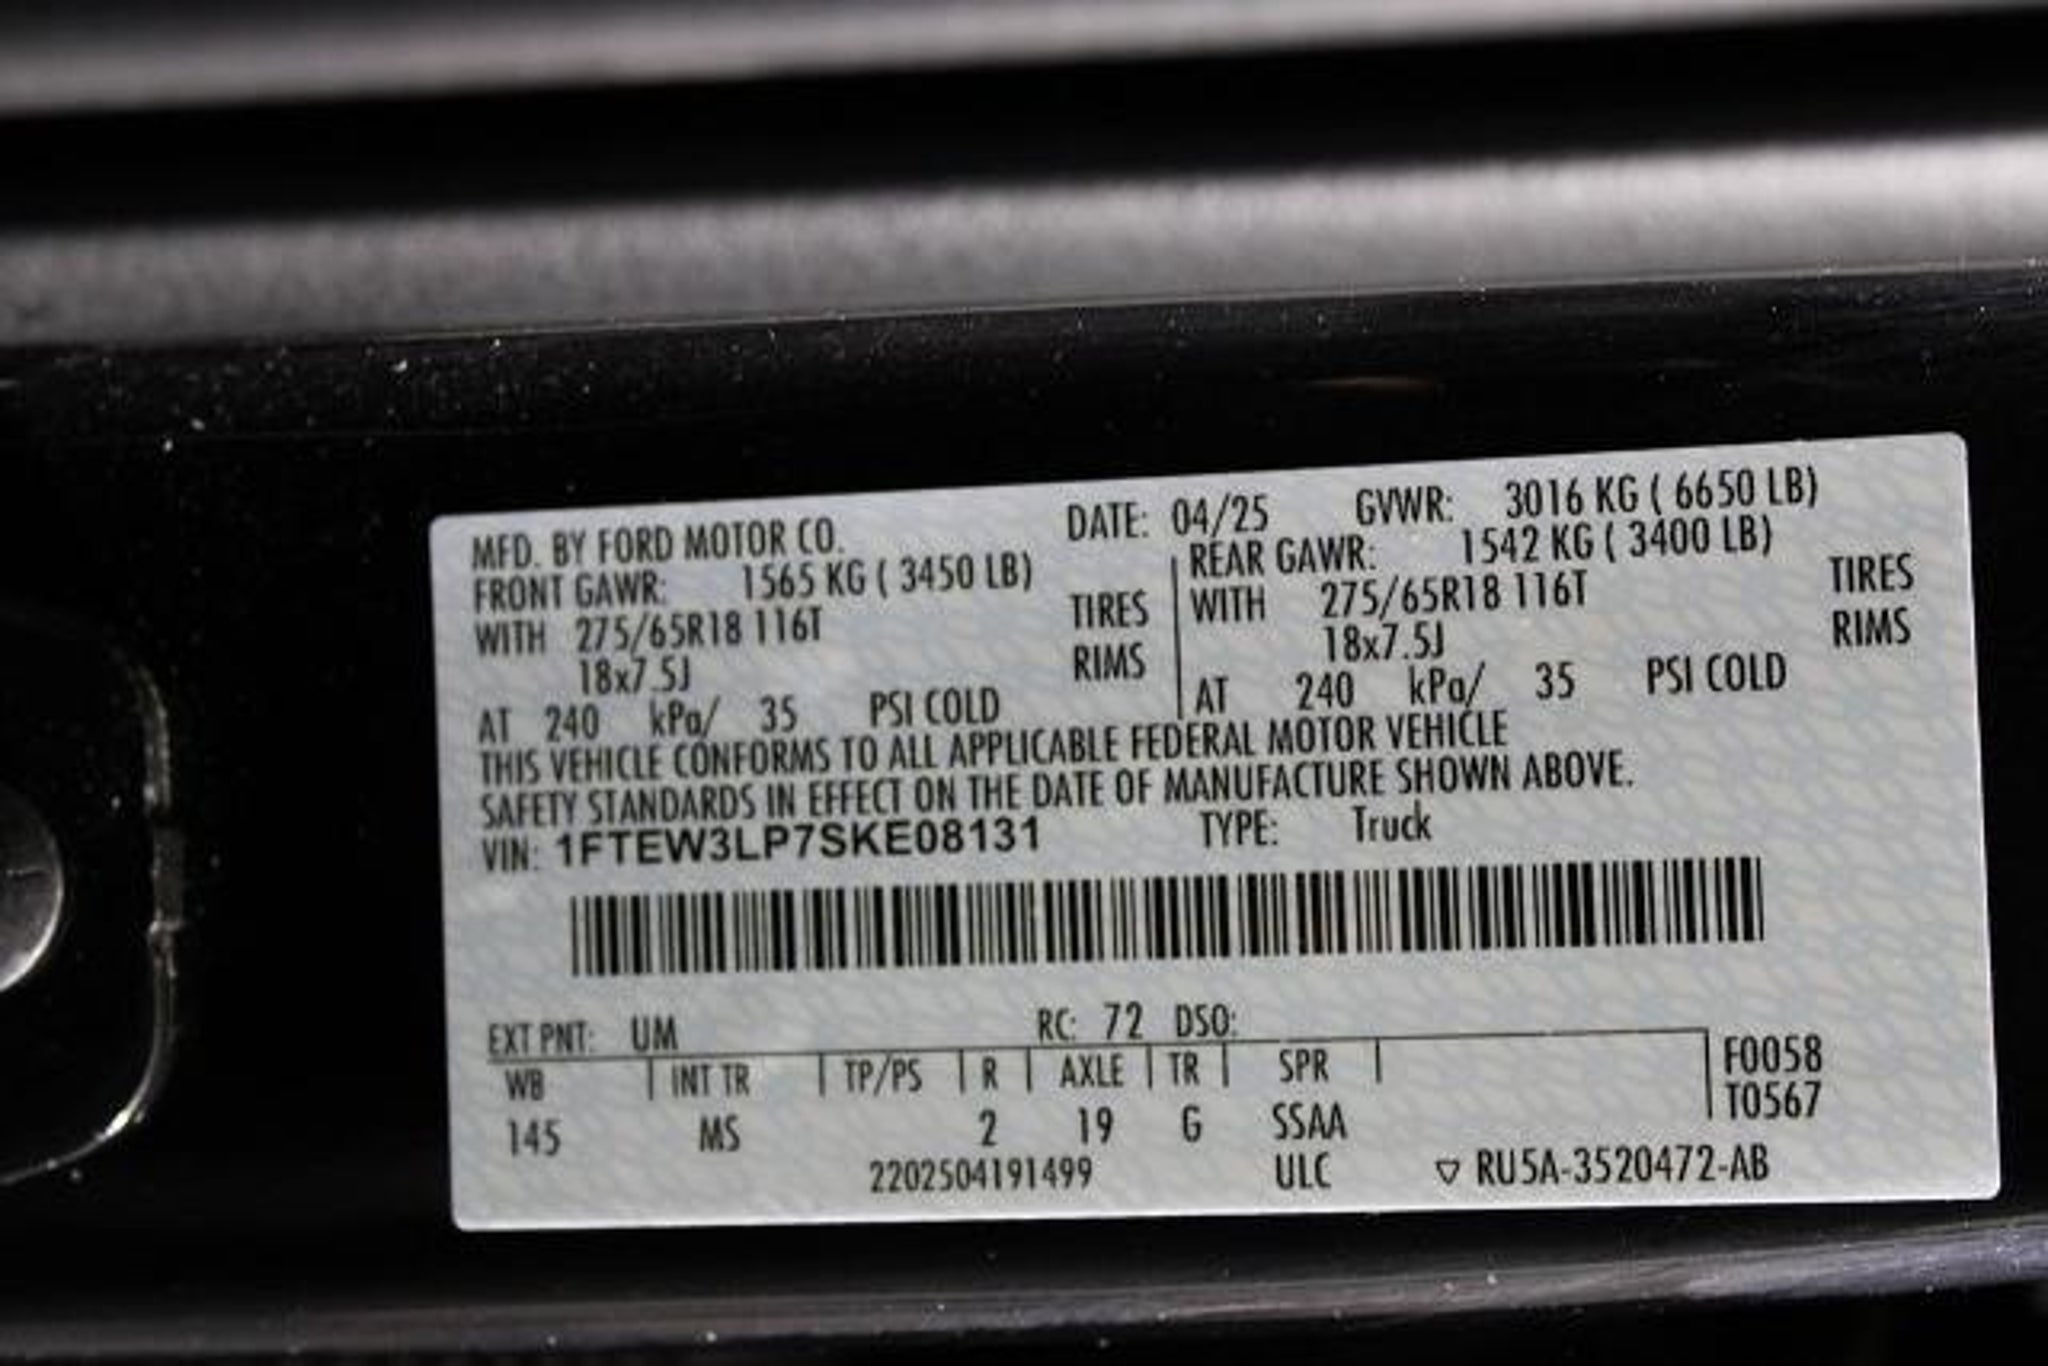 MFD. BY FORD MOTOR CO. DATE: 04/25 GVWR: 3016 KG ( 6650 LB)
FRONT GAWR: 1565 KG ( 3450 LB) REAR GAWR: 1542 KG ( 3400 LB)
WITH 275/65R18 116T TIRES WITH 275/65R18 116T TIRES
18x7.5J RIMS 18x7.5J RIMS
AT 240 kPa/ 35 PSI COLD AT 240 kPa/ 35 PSI COLD
THIS VEHICLE CONFORMS TO ALL APPLICABLE FEDERAL MOTOR VEHICLE
SAFETY STANDARDS IN EFFECT ON THE DATE OF MANUFACTURE SHOWN ABOVE.
VIN: 1FTEW3LP7SKE08131 TYPE: Truck
EXT PNT: UM RC: 72 DSO:
WB INT TR TP/PS R AXLE TR SPR F0058
T0567
145 MS 2 19 G SSAA
2202504191499 ULC ▽ RU5A-3520472-AB